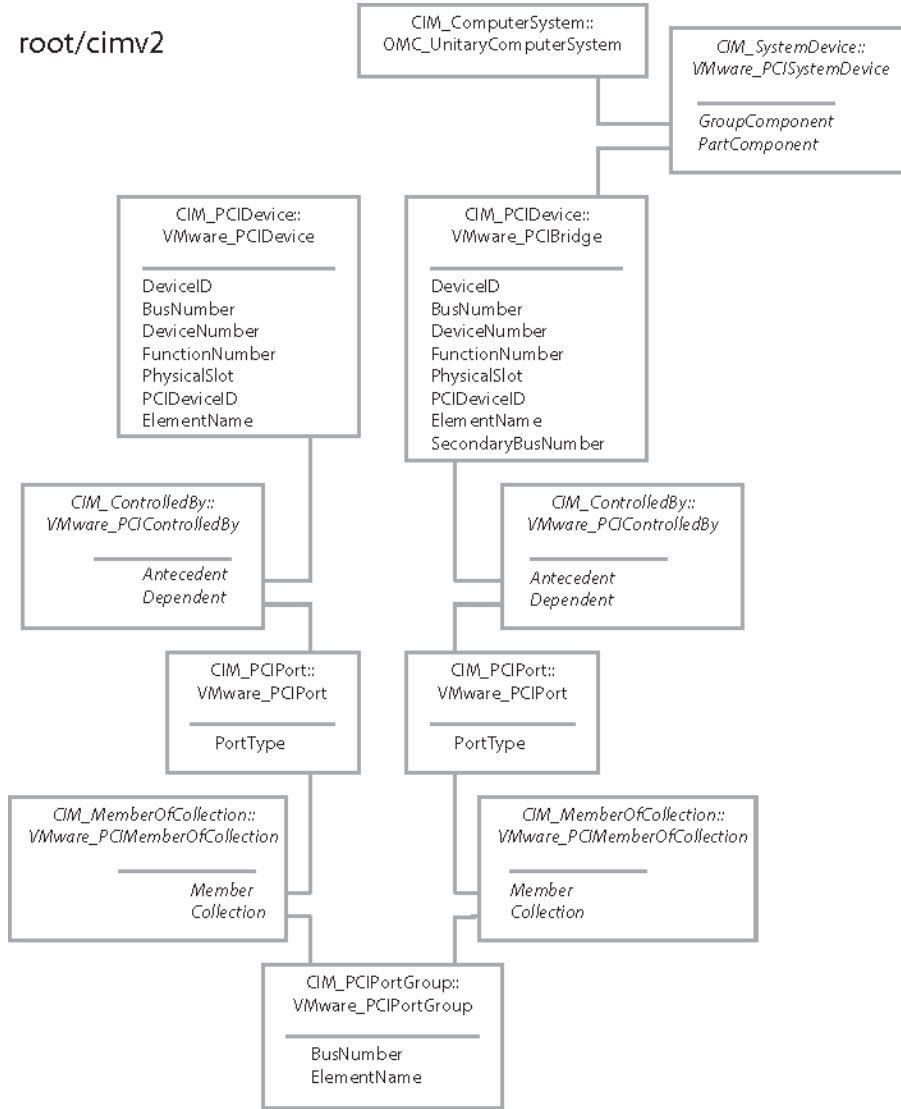 root/cimv2
CIM_ComputerSystem::
OMC_UnitaryComputerSystem
CIM_SystemDevice::
VMware_PCISystemDevice
GroupComponent
PartComponent
CIM_PCIDevice::
VMware_PCIDevice
DeviceID
BusNumber
DeviceNumber
FunctionNumber
PhysicalSlot
PCIDeviceID
ElementName
CIM_PCIDevice::
VMware_PCIBridge
DeviceID
BusNumber
DeviceNumber
FunctionNumber
PhysicalSlot
PCIDeviceID
ElementName
SecondaryBusNumber
CIM_ControlledBy::
VMware_PCIControlledBy
Antecedent
Dependent
CIM_ControlledBy::
VMware_PCIControlledBy
Antecedent
Dependent
CIM_PCIPort::
VMware_PCIPort
PortType
CIM_PCIPort::
VMware_PCIPort
PortType
CIM_MemberOfCollection::
VMware_PCIMemberOfCollection
Member
Collection
CIM_MemberOfCollection::
VMware_PCIMemberOfCollection
Member
Collection
CIM_PCIPortGroup::
VMware_PCIPortGroup
BusNumber
ElementName